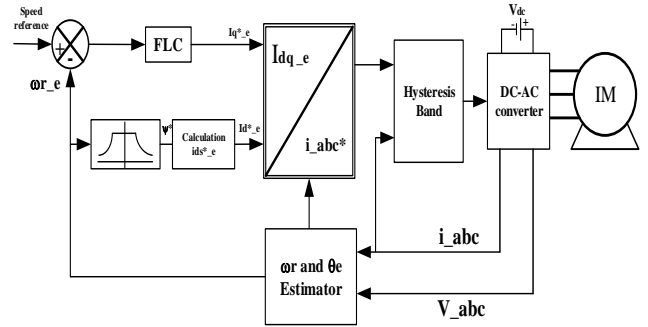 Speed
reference
+
-
ωr_e
FLC
Iq*_e
Ψ*
Calculation
ids*_e
Id*_e
Idq_e
i_abc*
Hysteresis
Band
Vdc
- +
DC-AC
converter
IM
ωr and θe
Estimator
i_abc
V_abc